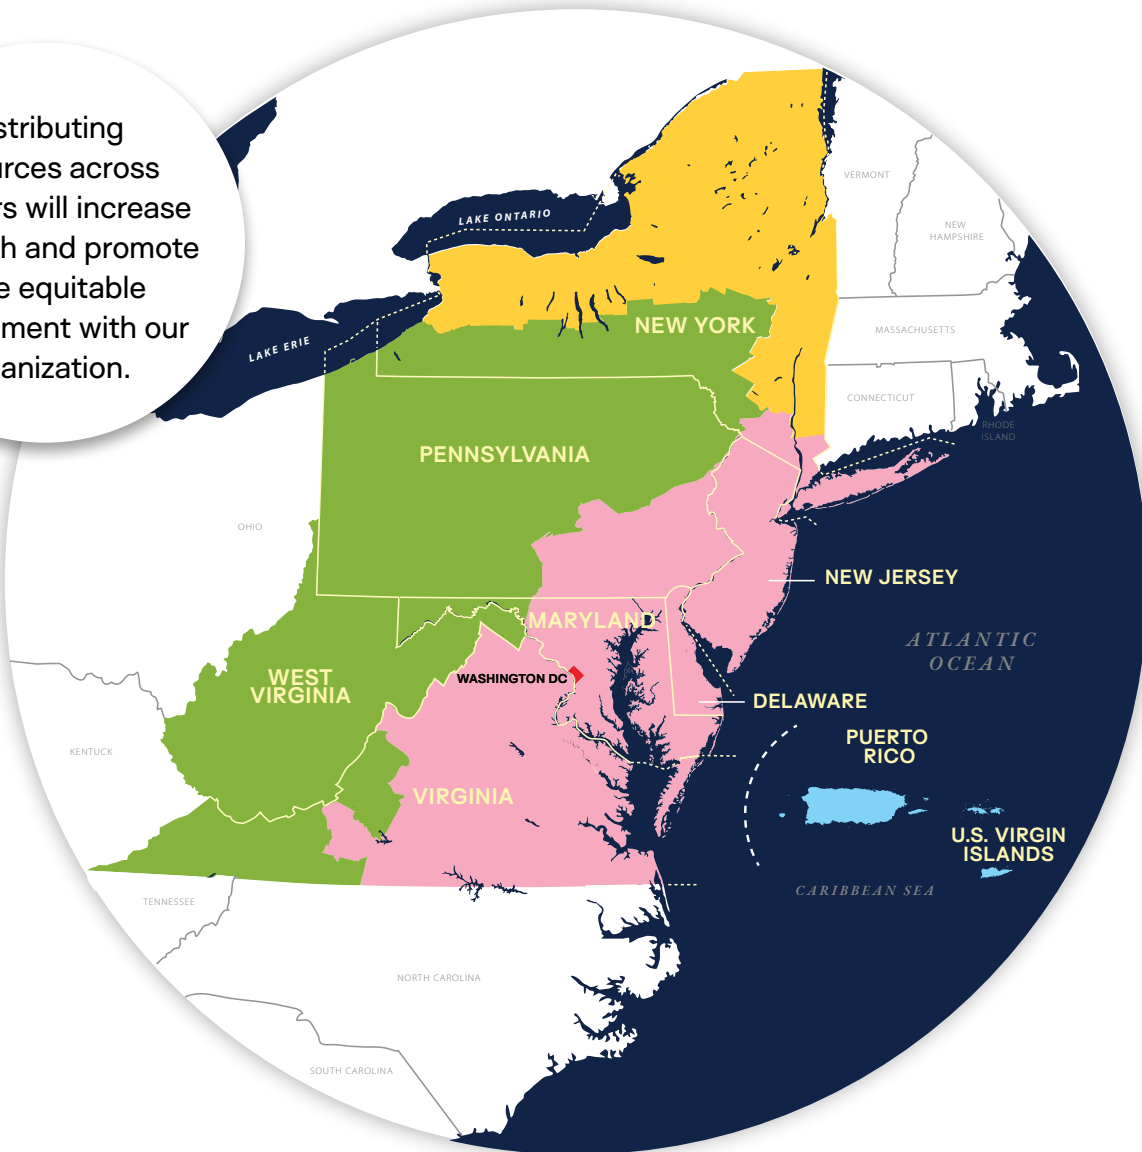 stributing
urces across
rs will increase
h and promote
e equitable
ment with our
anization.
LAKE ONTARIO
LAKE ERIE
VERMONT
NEW
HAMPSHIRE
MASSACHUSETTS
CONNECTICUT
RHODE
ISLAND
NEW YORK
PENNSYLVANIA
OHIO
NEW JERSEY
MARYLAND
ATLANTIC
OCEAN
WEST
VIRGINIA
WASHINGTON DC
DELAWARE
PUERTO
RICO
KENTUCK
VIRGINIA
U.S. VIRGIN
ISLANDS
CARIBBEAN SEA
TENNESSEE
NORTH CAROLINA
SOUTH CAROLINA